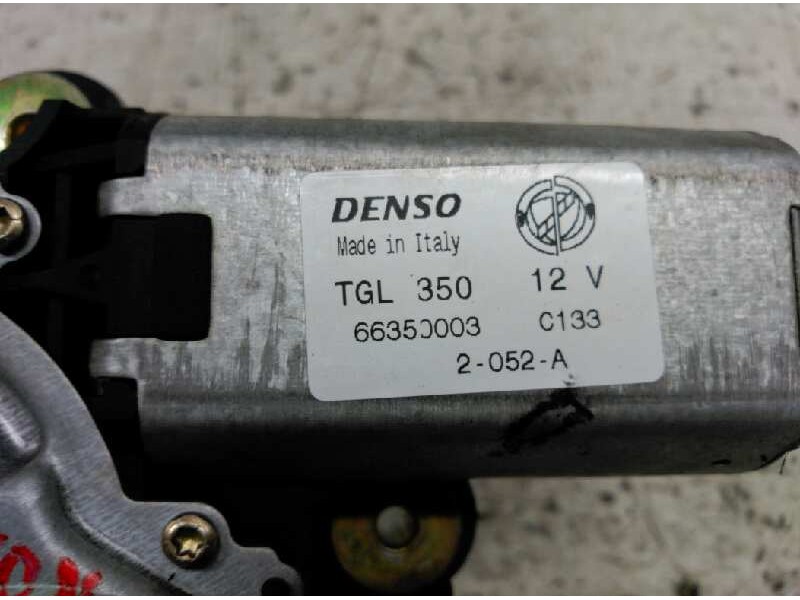 DENSO
Made in Italy
TGL 350 12 V
66350003 C133
2-052-A